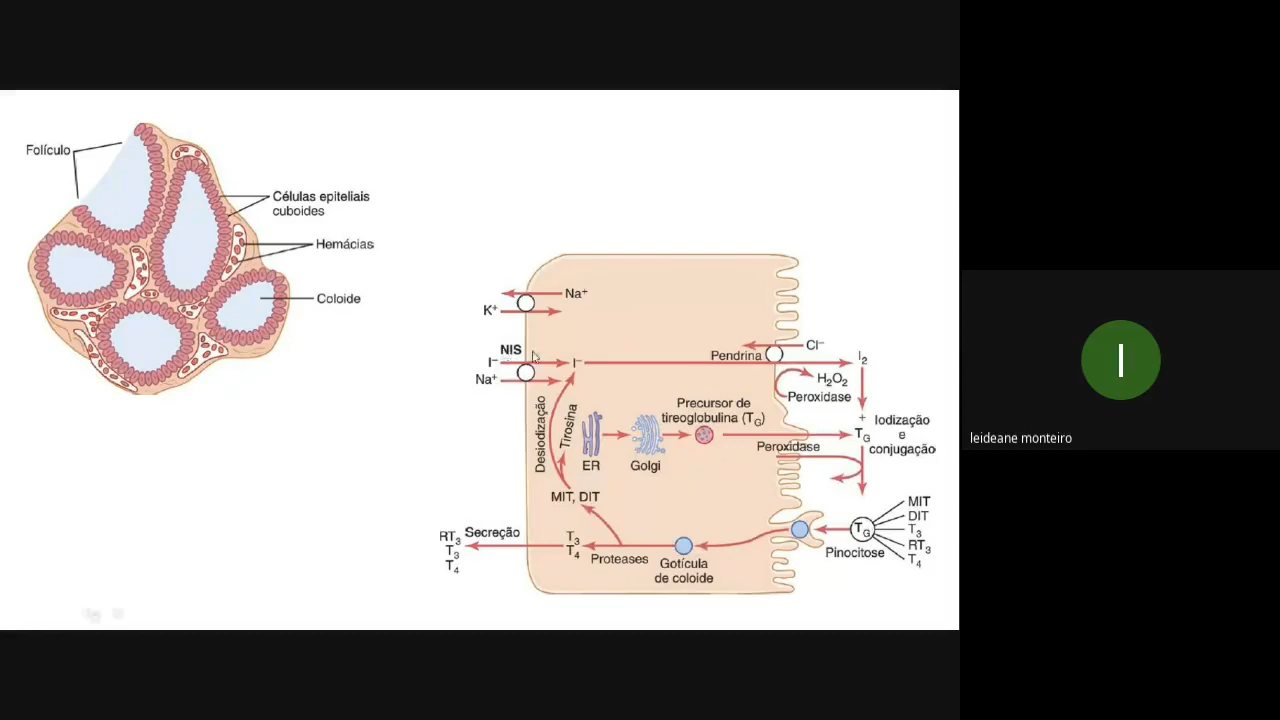 Folículo
Células epiteliais
cuboides
Hemácias
Coloide
Na⁺
K⁺
NIS
I⁻
I⁻
Na⁺
Pendrina
Cl⁻
I₂
H₂O₂
Peroxidase
Precursor de
tireoglobulina (T_G)
+
T_G
Iodização
e
conjugação
Peroxidase
Desiodização
Tirosina
ER
Golgi
MIT, DIT
RT₃
T₃
T₄
Secreção
T₃
T₄
Proteases
Gotícula
de coloide
T_G
Pinocitose
MIT
DIT
T₃
RT₃
T₄
I
leideane monteiro